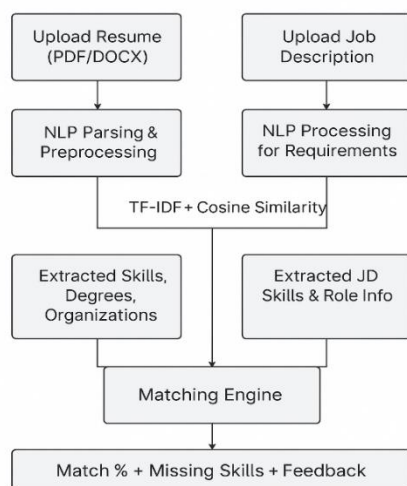 Upload Resume
(PDF/DOCX)
Upload Job
Description
NLP Parsing &
Preprocessing
NLP Processing
for Requirements
TF-IDF + Cosine Similarity
Extracted Skills,
Degrees,
Organizations
Extracted JD
Skills & Role Info
Matching Engine
Match % + Missing Skills + Feedback